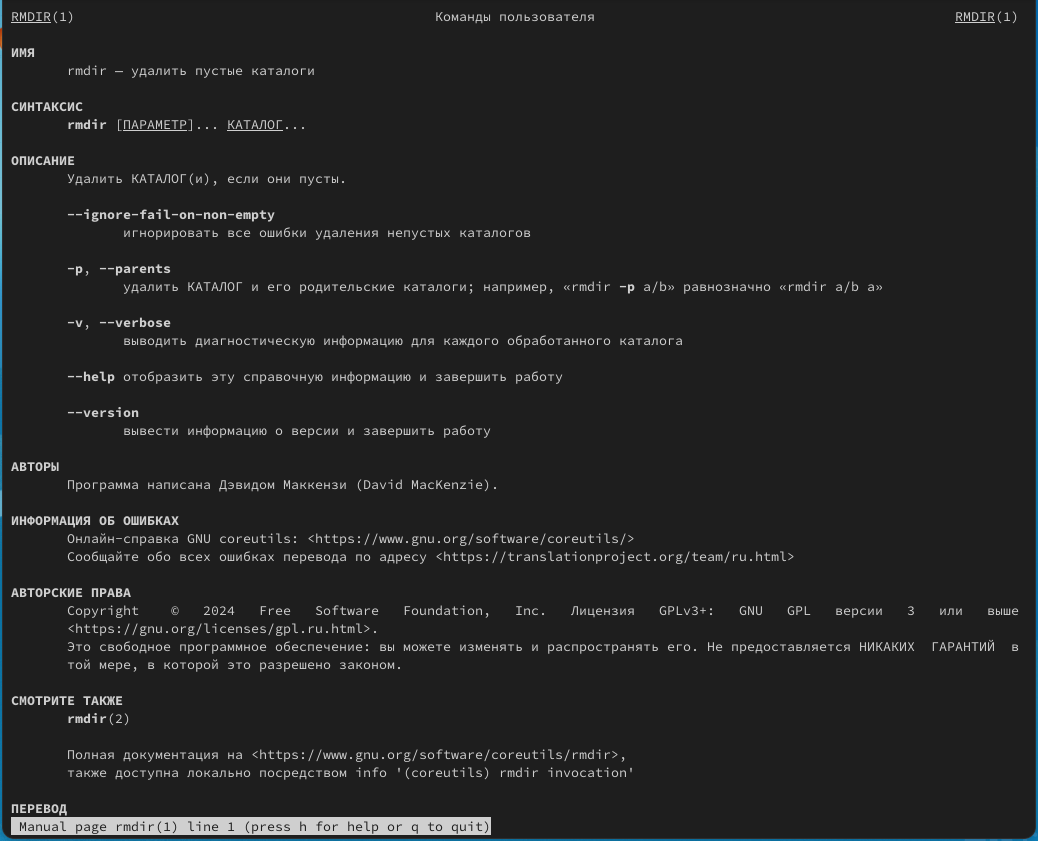 RMDIR(1) Команды пользователя RMDIR(1)
ИМЯ
rmdir — удалить пустые каталоги
СИНТАКСИС
rmdir [ПАРАМЕТР]... КАТАЛОГ...
ОПИСАНИЕ
Удалить КАТАЛОГ(и), если они пусты.
--ignore-fail-on-non-empty
игнорировать все ошибки удаления непустых каталогов
-p, --parents
удалить КАТАЛОГ и его родительские каталоги; например, «rmdir -p a/b» равнозначно «rmdir a/b a»
-v, --verbose
выводить диагностическую информацию для каждого обработанного каталога
--help отобразить эту справочную информацию и завершить работу
--version
вывести информацию о версии и завершить работу
АВТОРЫ
Программа написана Дэвидом Маккензи (David MacKenzie).
ИНФОРМАЦИЯ ОБ ОШИБКАХ
Онлайн-справка GNU coreutils: <https://www.gnu.org/software/coreutils/>
Сообщайте обо всех ошибках перевода по адресу <https://translationproject.org/team/ru.html>
АВТОРСКИЕ ПРАВА
Copyright © 2024 Free Software Foundation, Inc. Лицензия GPLv3+: GNU GPL версии 3 или выше
<https://gnu.org/licenses/gpl.ru.html>.
Это свободное программное обеспечение: вы можете изменять и распространять его. Не предоставляется НИКАКИХ ГАРАНТИЙ в
той мере, в которой это разрешено законом.
СМОТРИТЕ ТАКЖЕ
rmdir(2)
Полная документация на <https://www.gnu.org/software/coreutils/rmdir>,
также доступна локально посредством info '(coreutils) rmdir invocation'
ПЕРЕВОД
Manual page rmdir(1) line 1 (press h for help or q to quit)